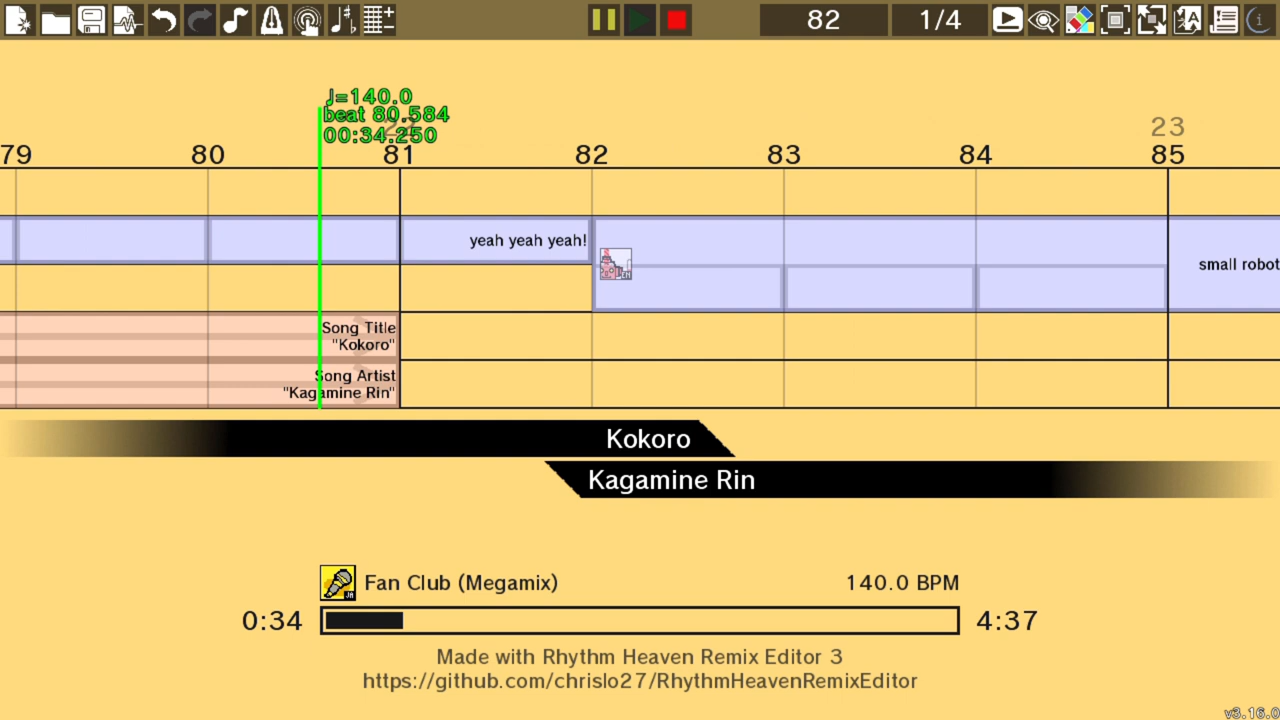 82
1/4
♩=140.0
beat 80.584
00:34.250
23
79
80
81
82
83
84
85
yeah yeah yeah!
small robot
Song Title
"Kokoro"
Song Artist
"Kagamine Rin"
Kokoro
Kagamine Rin
Fan Club (Megamix)
140.0 BPM
0:34
4:37
Made with Rhythm Heaven Remix Editor 3
https://github.com/chrislo27/RhythmHeavenRemixEditor
v3.16.0